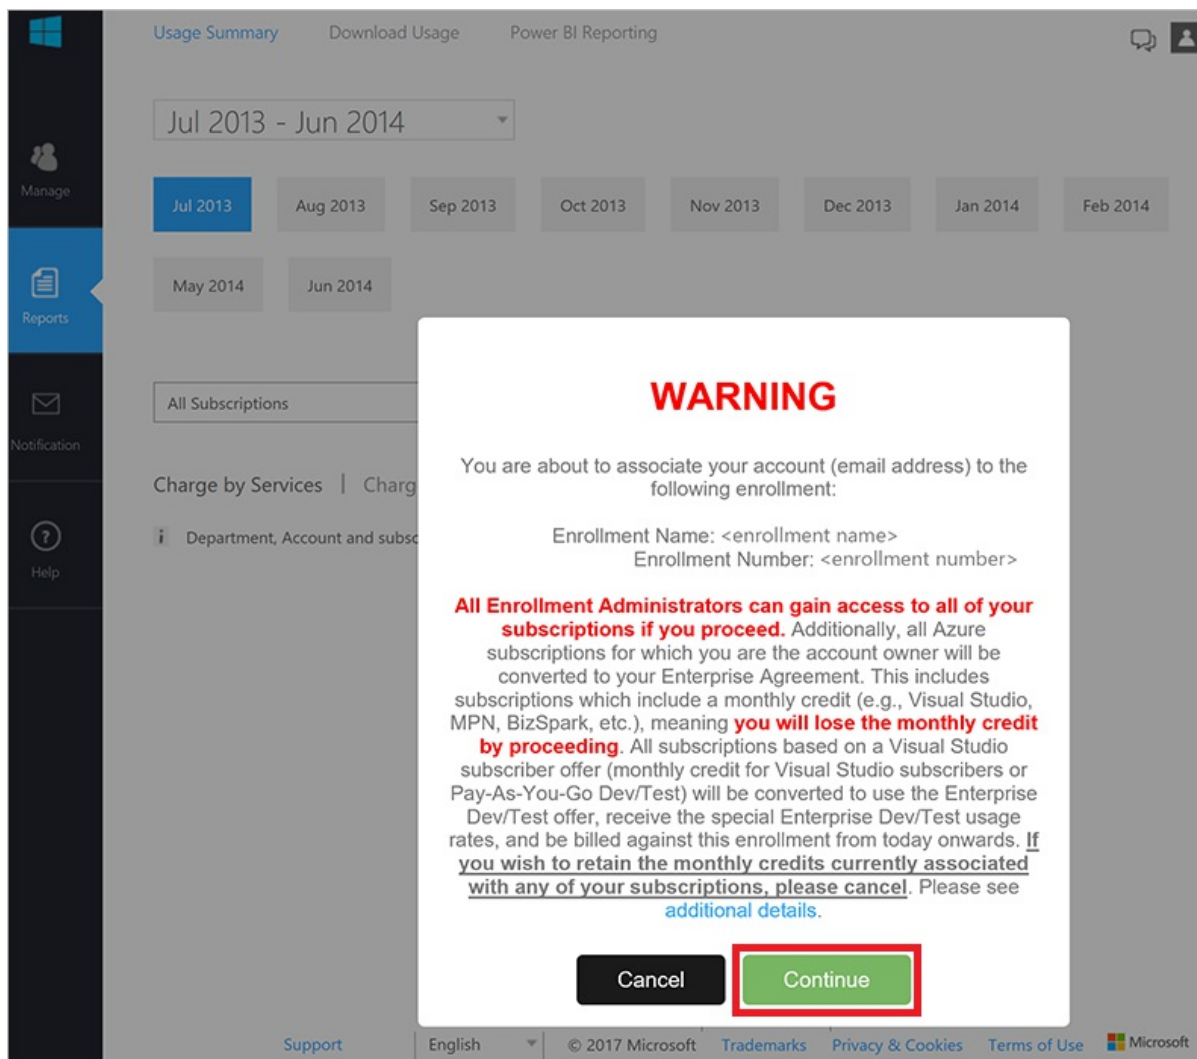 Usage Summary Download Usage Power BI Reporting
Jul 2013 - Jun 2014
Manage
Jul 2013 Aug 2013 Sep 2013 Oct 2013 Nov 2013 Dec 2013 Jan 2014 Feb 2014
May 2014 Jun 2014
Reports
All Subscriptions
Notification
Charge by Services | Charg
i Department, Account and subsc
Help
WARNING
You are about to associate your account (email address) to the
following enrollment:
Enrollment Name: <enrollment name>
Enrollment Number: <enrollment number>
All Enrollment Administrators can gain access to all of your
subscriptions if you proceed. Additionally, all Azure
subscriptions for which you are the account owner will be
converted to your Enterprise Agreement. This includes
subscriptions which include a monthly credit (e.g., Visual Studio,
MPN, BizSpark, etc.), meaning you will lose the monthly credit
by proceeding. All subscriptions based on a Visual Studio
subscriber offer (monthly credit for Visual Studio subscribers or
Pay-As-You-Go Dev/Test) will be converted to use the Enterprise
Dev/Test offer, receive the special Enterprise Dev/Test usage
rates, and be billed against this enrollment from today onwards. If
you wish to retain the monthly credits currently associated
with any of your subscriptions, please cancel. Please see
additional details.
Cancel Continue
Support English © 2017 Microsoft Trademarks Privacy & Cookies Terms of Use Microsoft